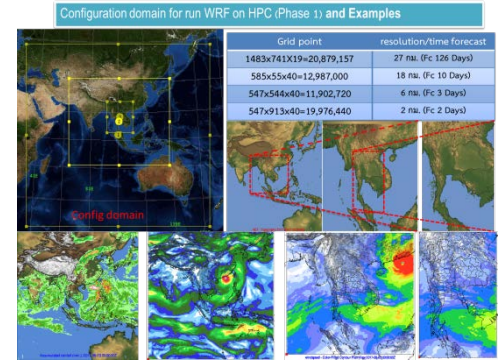 Configuration domain for run WRF on HPC (Phase 1) and Examples
Grid point resolution/time forecast
1483x741X19=20,879,157 27 กม. (Fc 126 Days)
585x55x40=12,987,000 18 กม. (Fc 10 Days)
547x544x40=11,902,720 6 กม. (Fc 3 Days)
547x913x40=19,976,440 2 กม. (Fc 2 Days)
Config domain